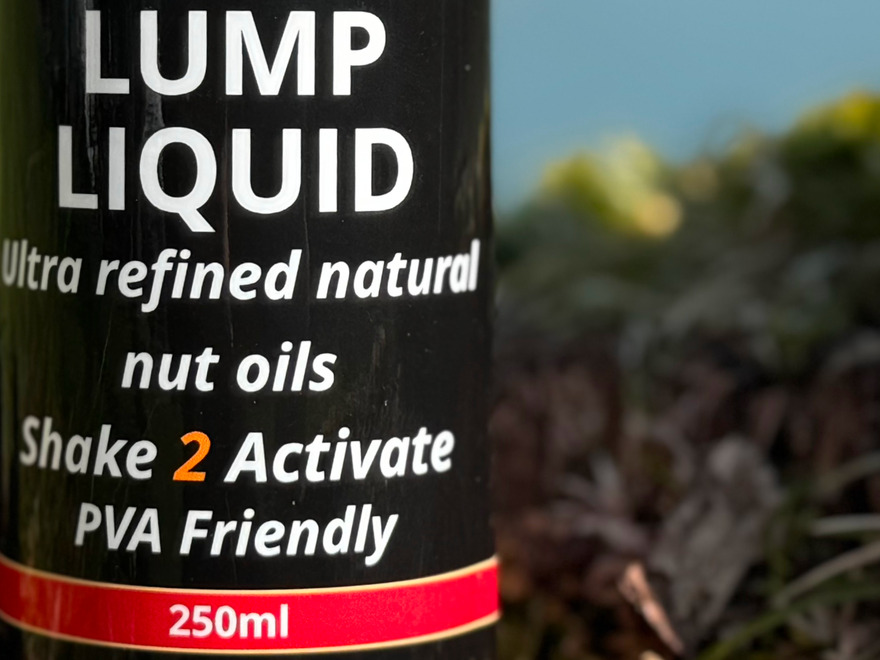 LUMP
LIQUID
Ultra refined natural
nut oils
Shake 2 Activate
PVA Friendly
250ml